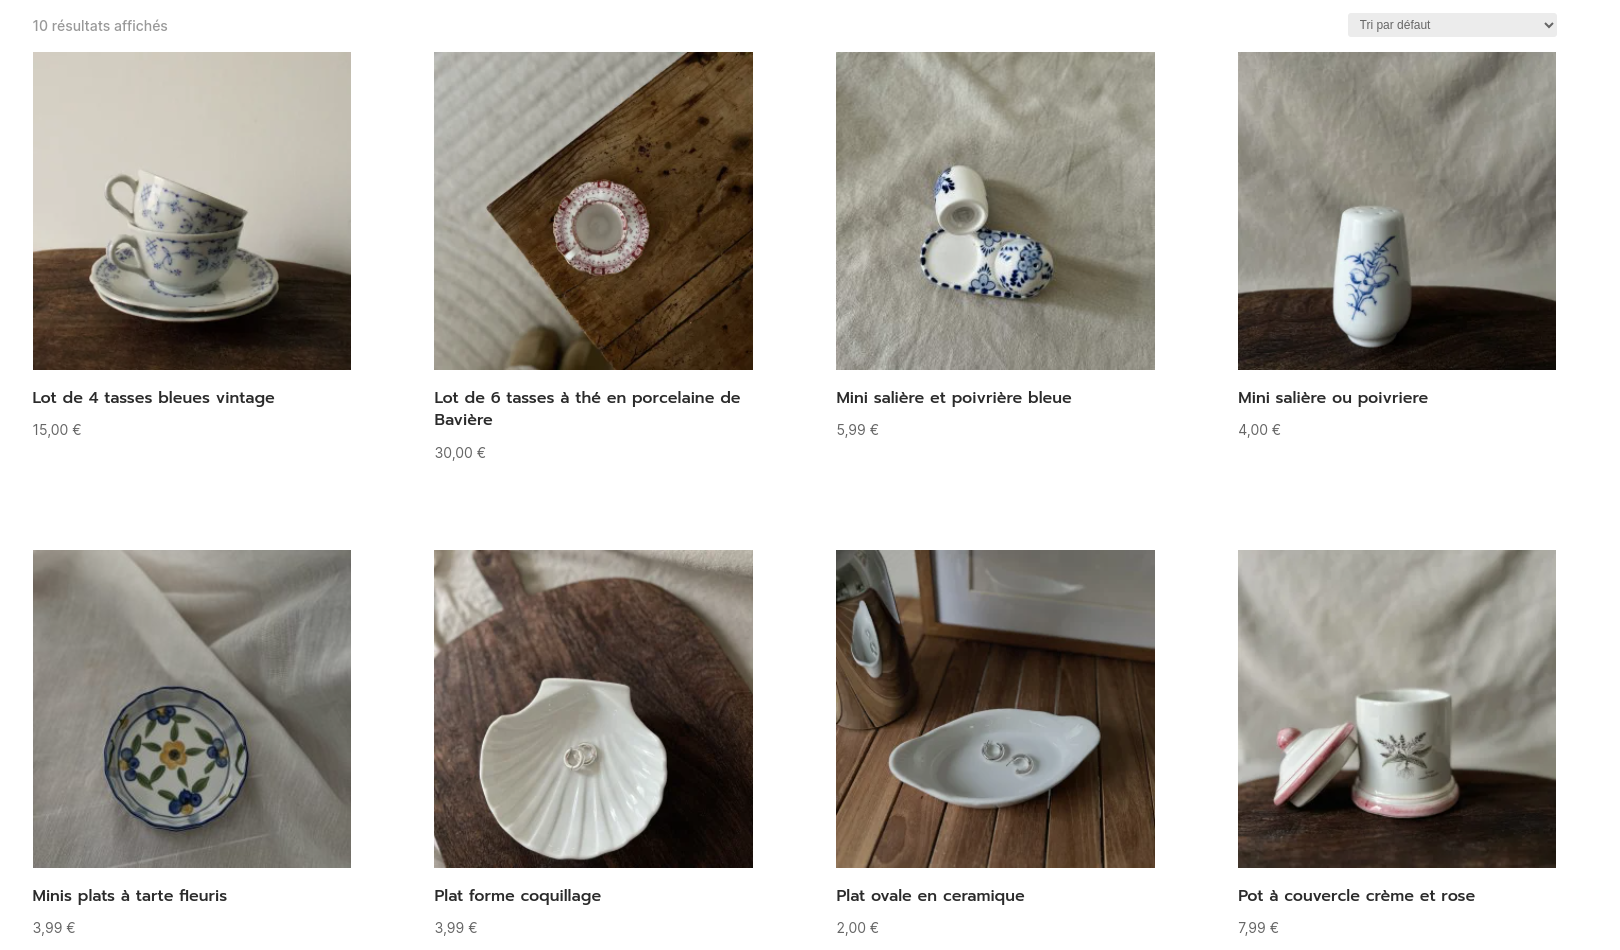 10 résultats affichés
Tri par défaut
Lot de 4 tasses bleues vintage
15,00 €
Lot de 6 tasses à thé en porcelaine de
Bavière
30,00 €
Mini salière et poivrière bleue
5,99 €
Mini salière ou poivriere
4,00 €
Minis plats à tarte fleuris
3,99 €
Plat forme coquillage
3,99 €
Plat ovale en ceramique
2,00 €
Pot à couvercle crème et rose
7,99 €